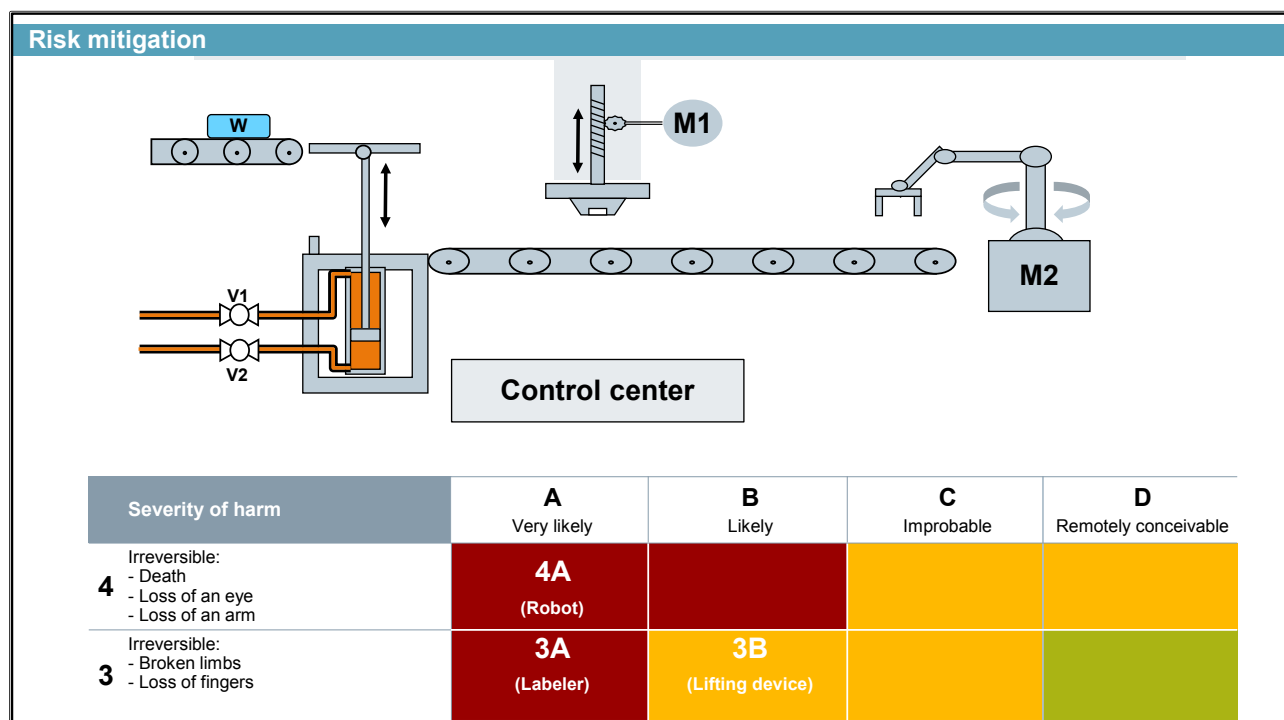 Risk mitigation
W
M1
V1
V2
M2
Control center
Severity of harm
A
Very likely
B
Likely
C
Improbable
D
Remotely conceivable
4
Irreversible:
- Death
- Loss of an eye
- Loss of an arm
4A
(Robot)
3
Irreversible:
- Broken limbs
- Loss of fingers
3A
(Labeler)
3B
(Lifting device)